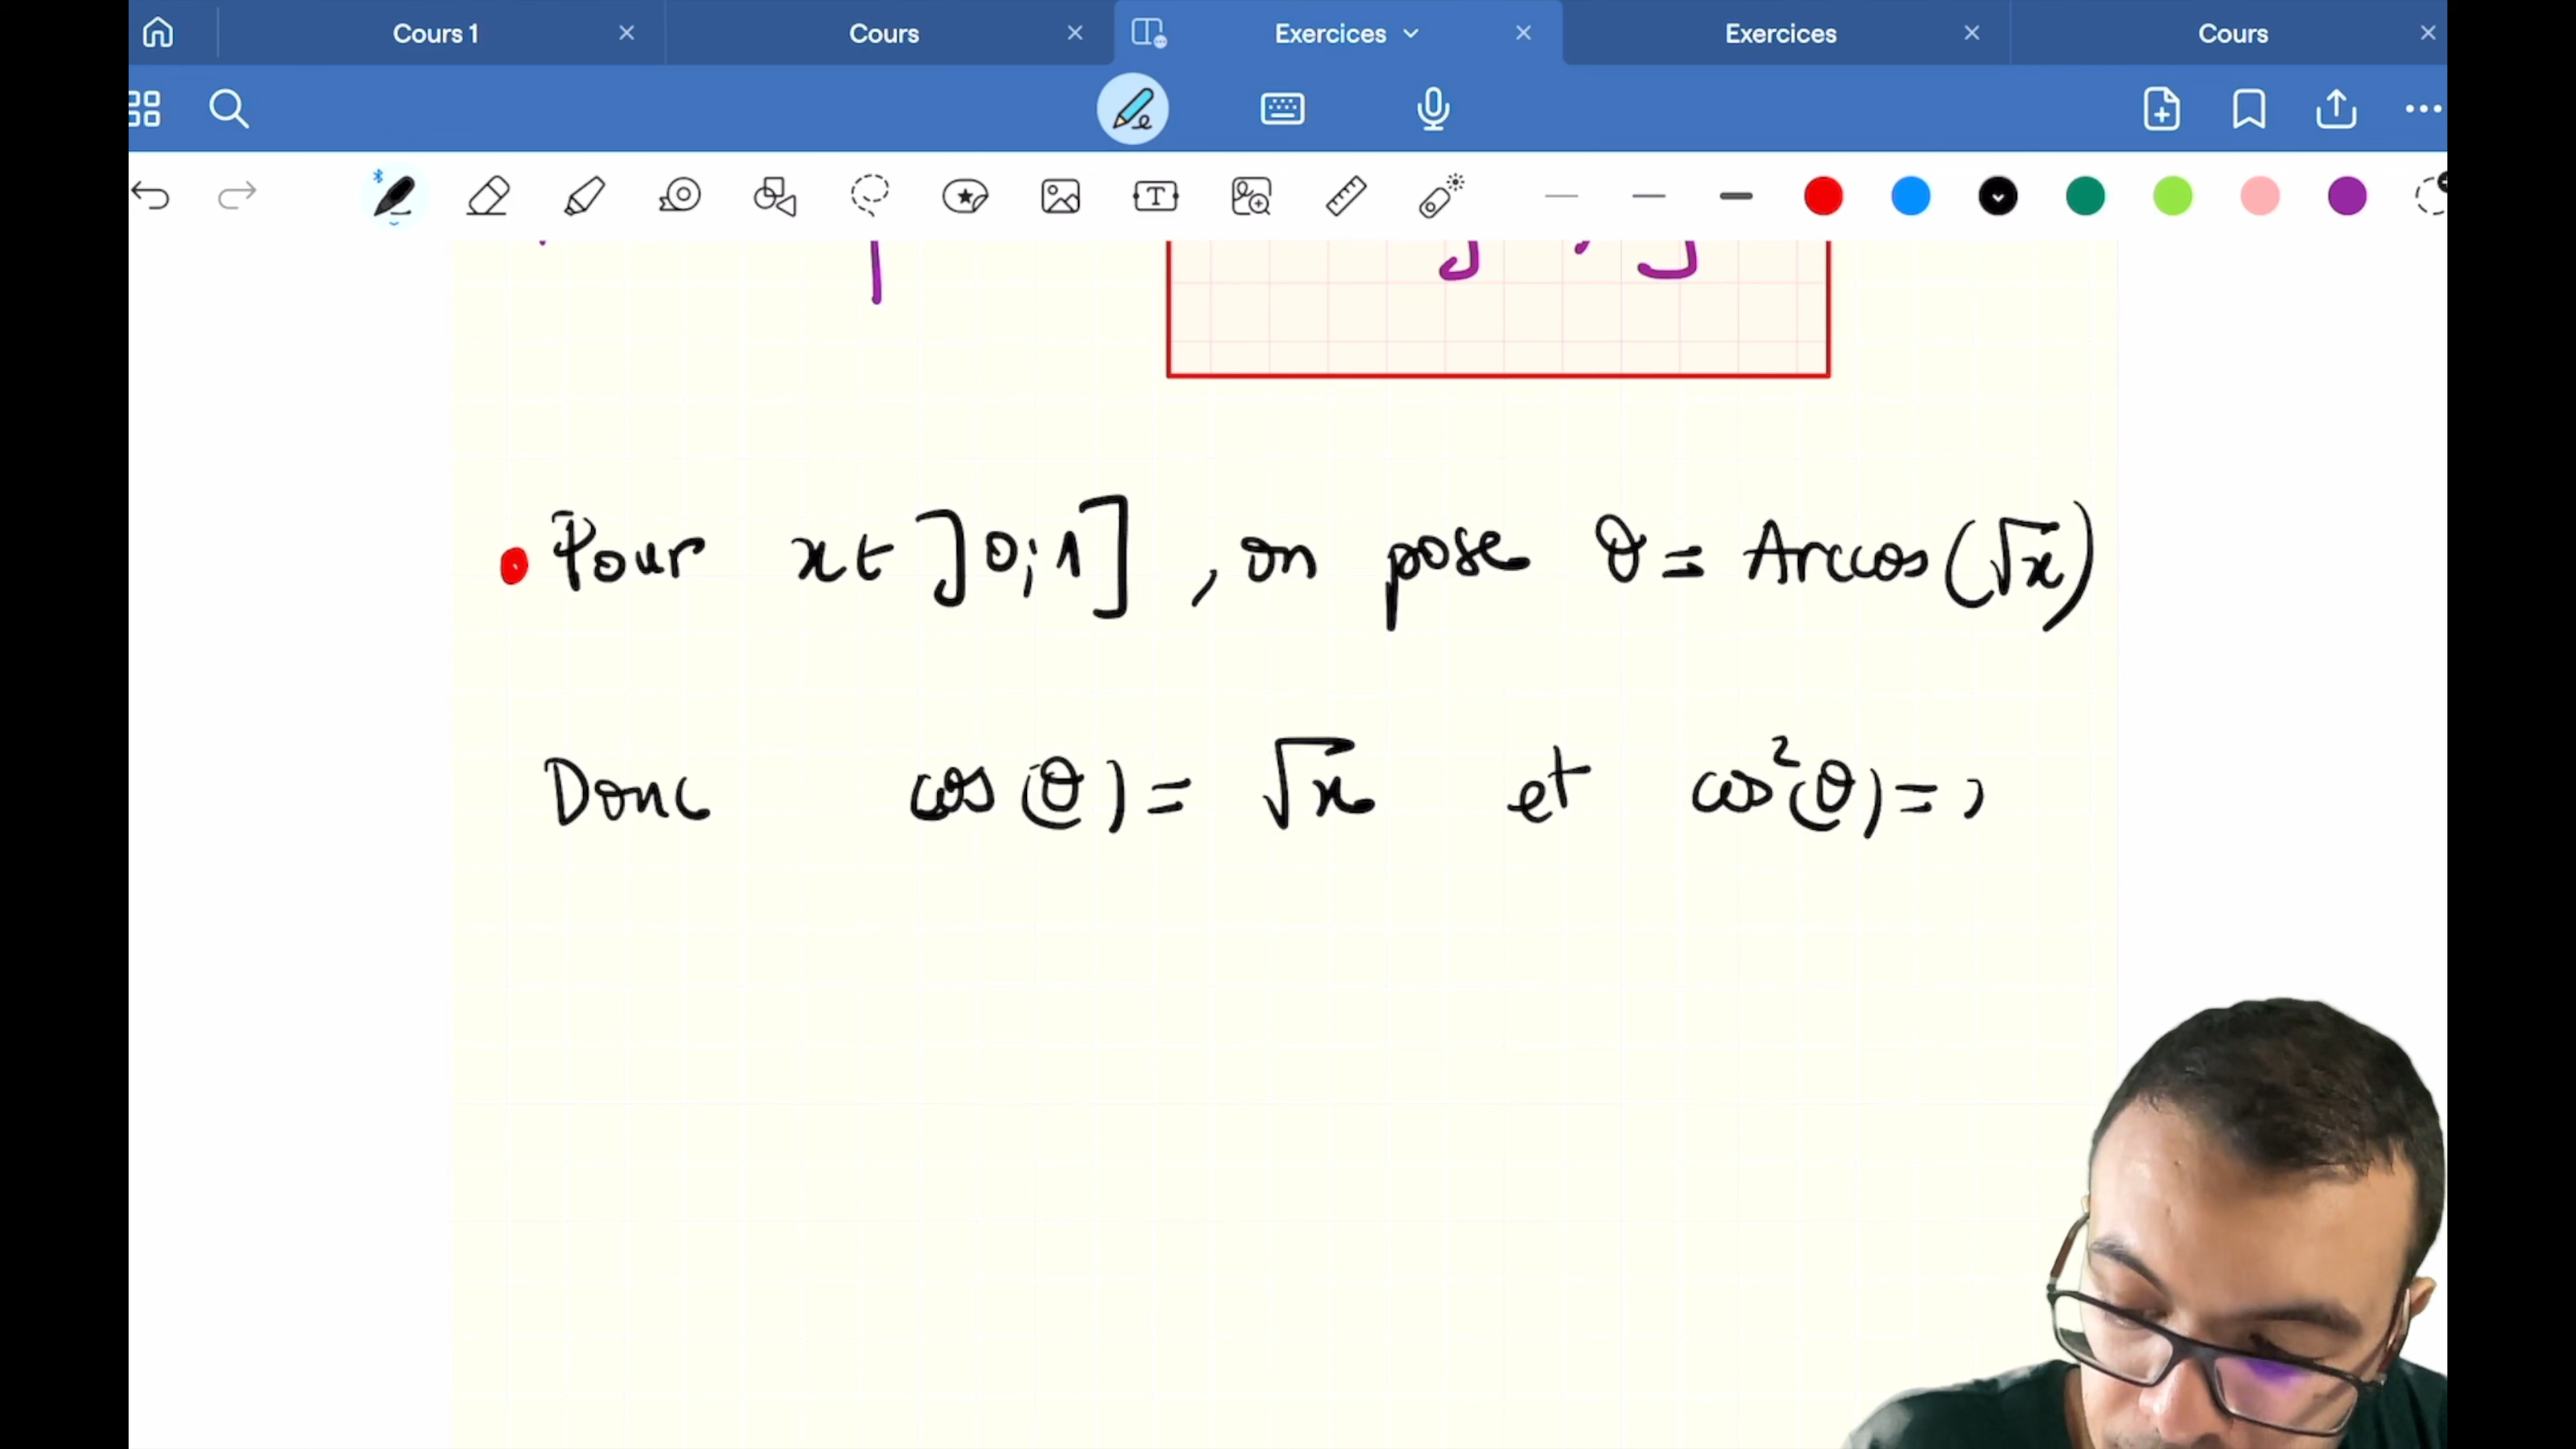 Cours 1 Cours Exercices Exercices Cours
• Pour x ∈ ]0;1] , on pose θ = Arccos(√x)
Donc cos(θ) = √x et cos²(θ) =